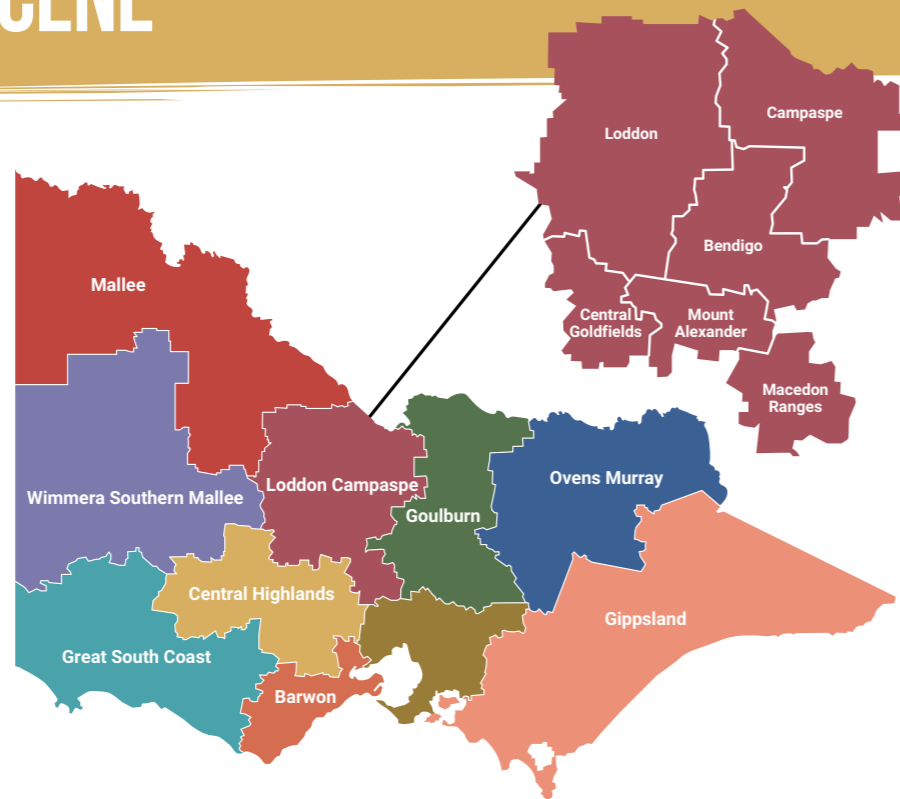 Loddon
Campaspe
Bendigo
Central
Goldfields
Mount
Alexander
Macedon
Ranges
Mallee
Wimmera Southern Mallee
Loddon Campaspe
Goulburn
Ovens Murray
Central Highlands
Gippsland
Great South Coast
Barwon